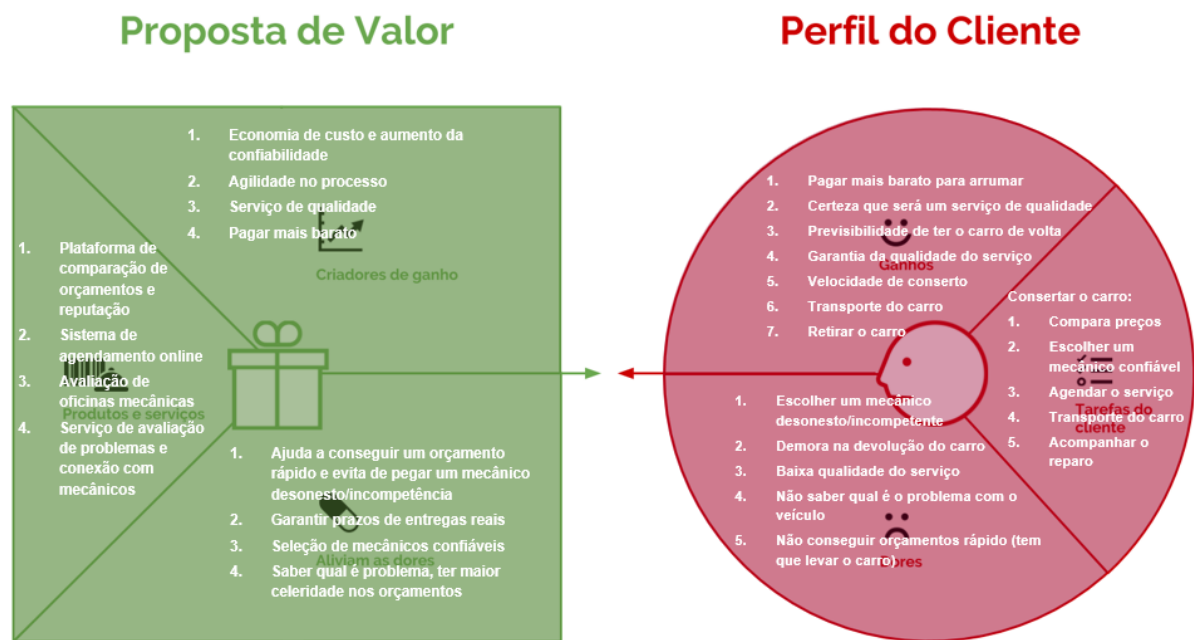 Proposta de Valor
Perfil do Cliente
1. Economia de custo e aumento da
confiabilidade
2. Agilidade no processo
3. Serviço de qualidade
4. Pagar mais barato
Criadores de ganho
1. Plataforma de
comparação de
orçamentos e
reputação
2. Sistema de
agendamento online
3. Avaliação de
oficinas mecânicas
Produtos e serviços
4. Serviço de avaliação
de problemas e
conexão com
mecânicos
1. Ajuda a conseguir um orçamento
rápido e evita de pegar um mecânico
desonesto/incompetência
2. Garantir prazos de entregas reais
3. Seleção de mecânicos confiáveis
Aliviam as dores
4. Saber qual é problema, ter maior
celeridade nos orçamentos
1. Pagar mais barato para arrumar
2. Certeza que será um serviço de qualidade
3. Previsibilidade de ter o carro de volta
4. Garantia da qualidade do serviço
Ganhos
5. Velocidade de conserto
6. Transporte do carro
7. Retirar o carro
Consertar o carro:
1. Compara preços
2. Escolher um
mecânico confiável
3. Agendar o serviço
Tarefas do
cliente
4. Transporte do carro
5. Acompanhar o
reparo
1. Escolher um mecânico
desonesto/incompetente
2. Demora na devolução do carro
3. Baixa qualidade do serviço
4. Não saber qual é o problema com o
veículo
5. Não conseguir orçamentos rápido (tem
que levar o carro)
Dores